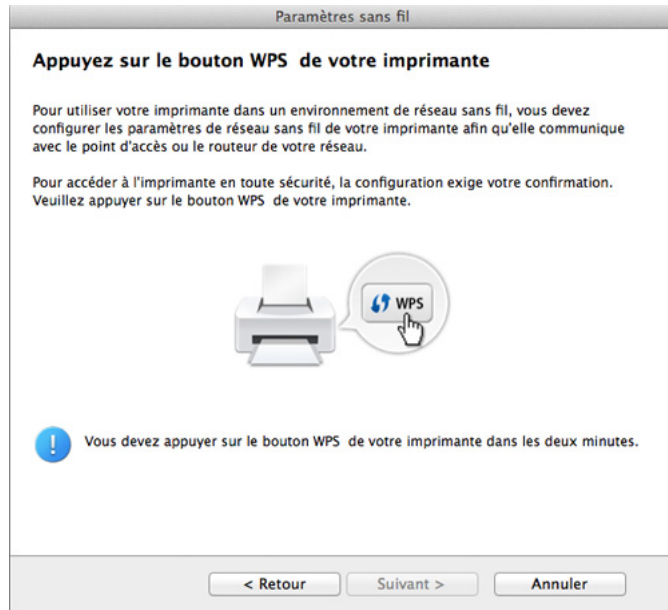 Paramètres sans fil
Appuyez sur le bouton WPS de votre imprimante
Pour utiliser votre imprimante dans un environnement de réseau sans fil, vous devez
configurer les paramètres de réseau sans fil de votre imprimante afin qu'elle communique
avec le point d'accès ou le routeur de votre réseau.
Pour accéder à l'imprimante en toute sécurité, la configuration exige votre confirmation.
Veuillez appuyer sur le bouton WPS de votre imprimante.
WPS
Vous devez appuyer sur le bouton WPS de votre imprimante dans les deux minutes.
< Retour
Suivant >
Annuler